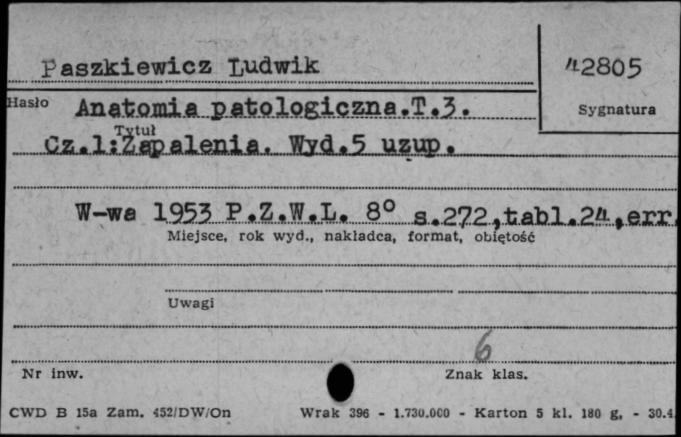 Paszkiewicz Ludwik
42805
Hasło Anatomia patologiczna.T.3.
Sygnatura
Tytuł
Cz.1:Zapalenia. Wyd.5 uzup.
W-wa 1953 P.Z.W.L. 8° s.272,tabl.24,err
Miejsce, rok wyd., nakładca, format, obiętość
Uwagi
6
Nr inw.
Znak klas.
CWD B 15a Zam. 452/DW/On Wrak 396 - 1.730.000 - Karton 5 kl. 180 g. - 30.4